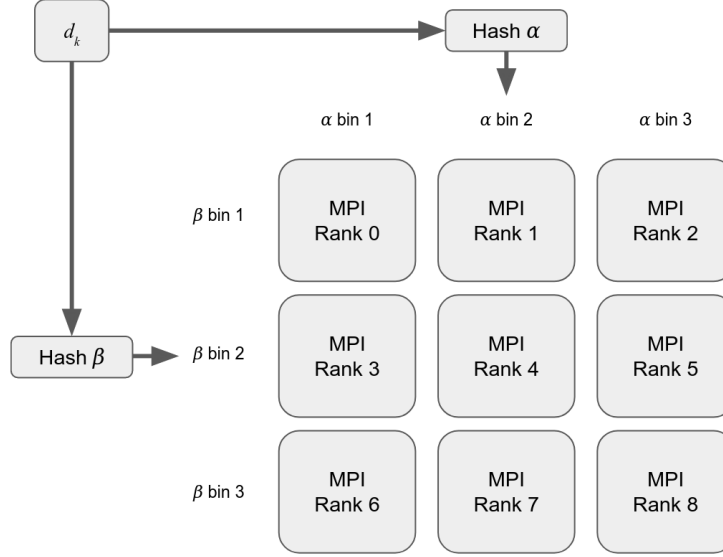 d_k
Hash α
α bin 1
α bin 2
α bin 3
β bin 1
MPI
Rank 0
MPI
Rank 1
MPI
Rank 2
Hash β
β bin 2
MPI
Rank 3
MPI
Rank 4
MPI
Rank 5
β bin 3
MPI
Rank 6
MPI
Rank 7
MPI
Rank 8